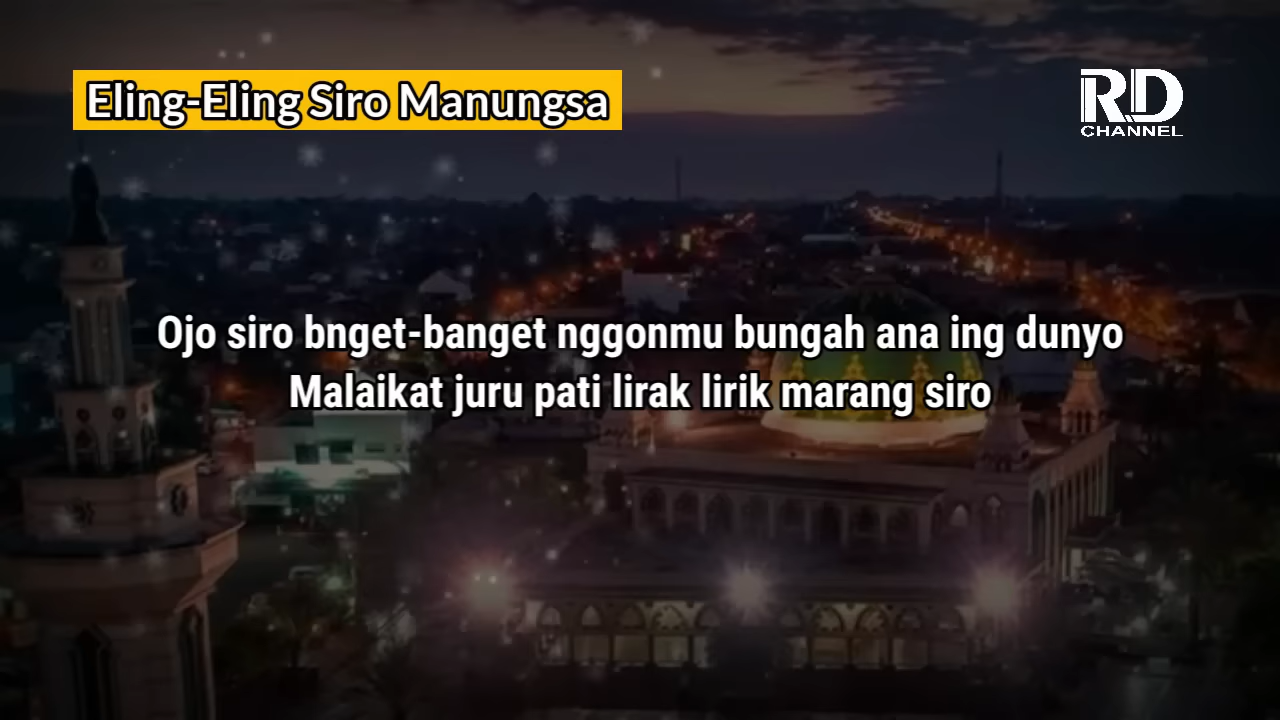 Eling-Eling Siro Manungsa
RD
CHANNEL
Ojo siro bnget-banget nggonmu bungah ana ing dunyo
Malaikat juru pati lirak lirik marang siro